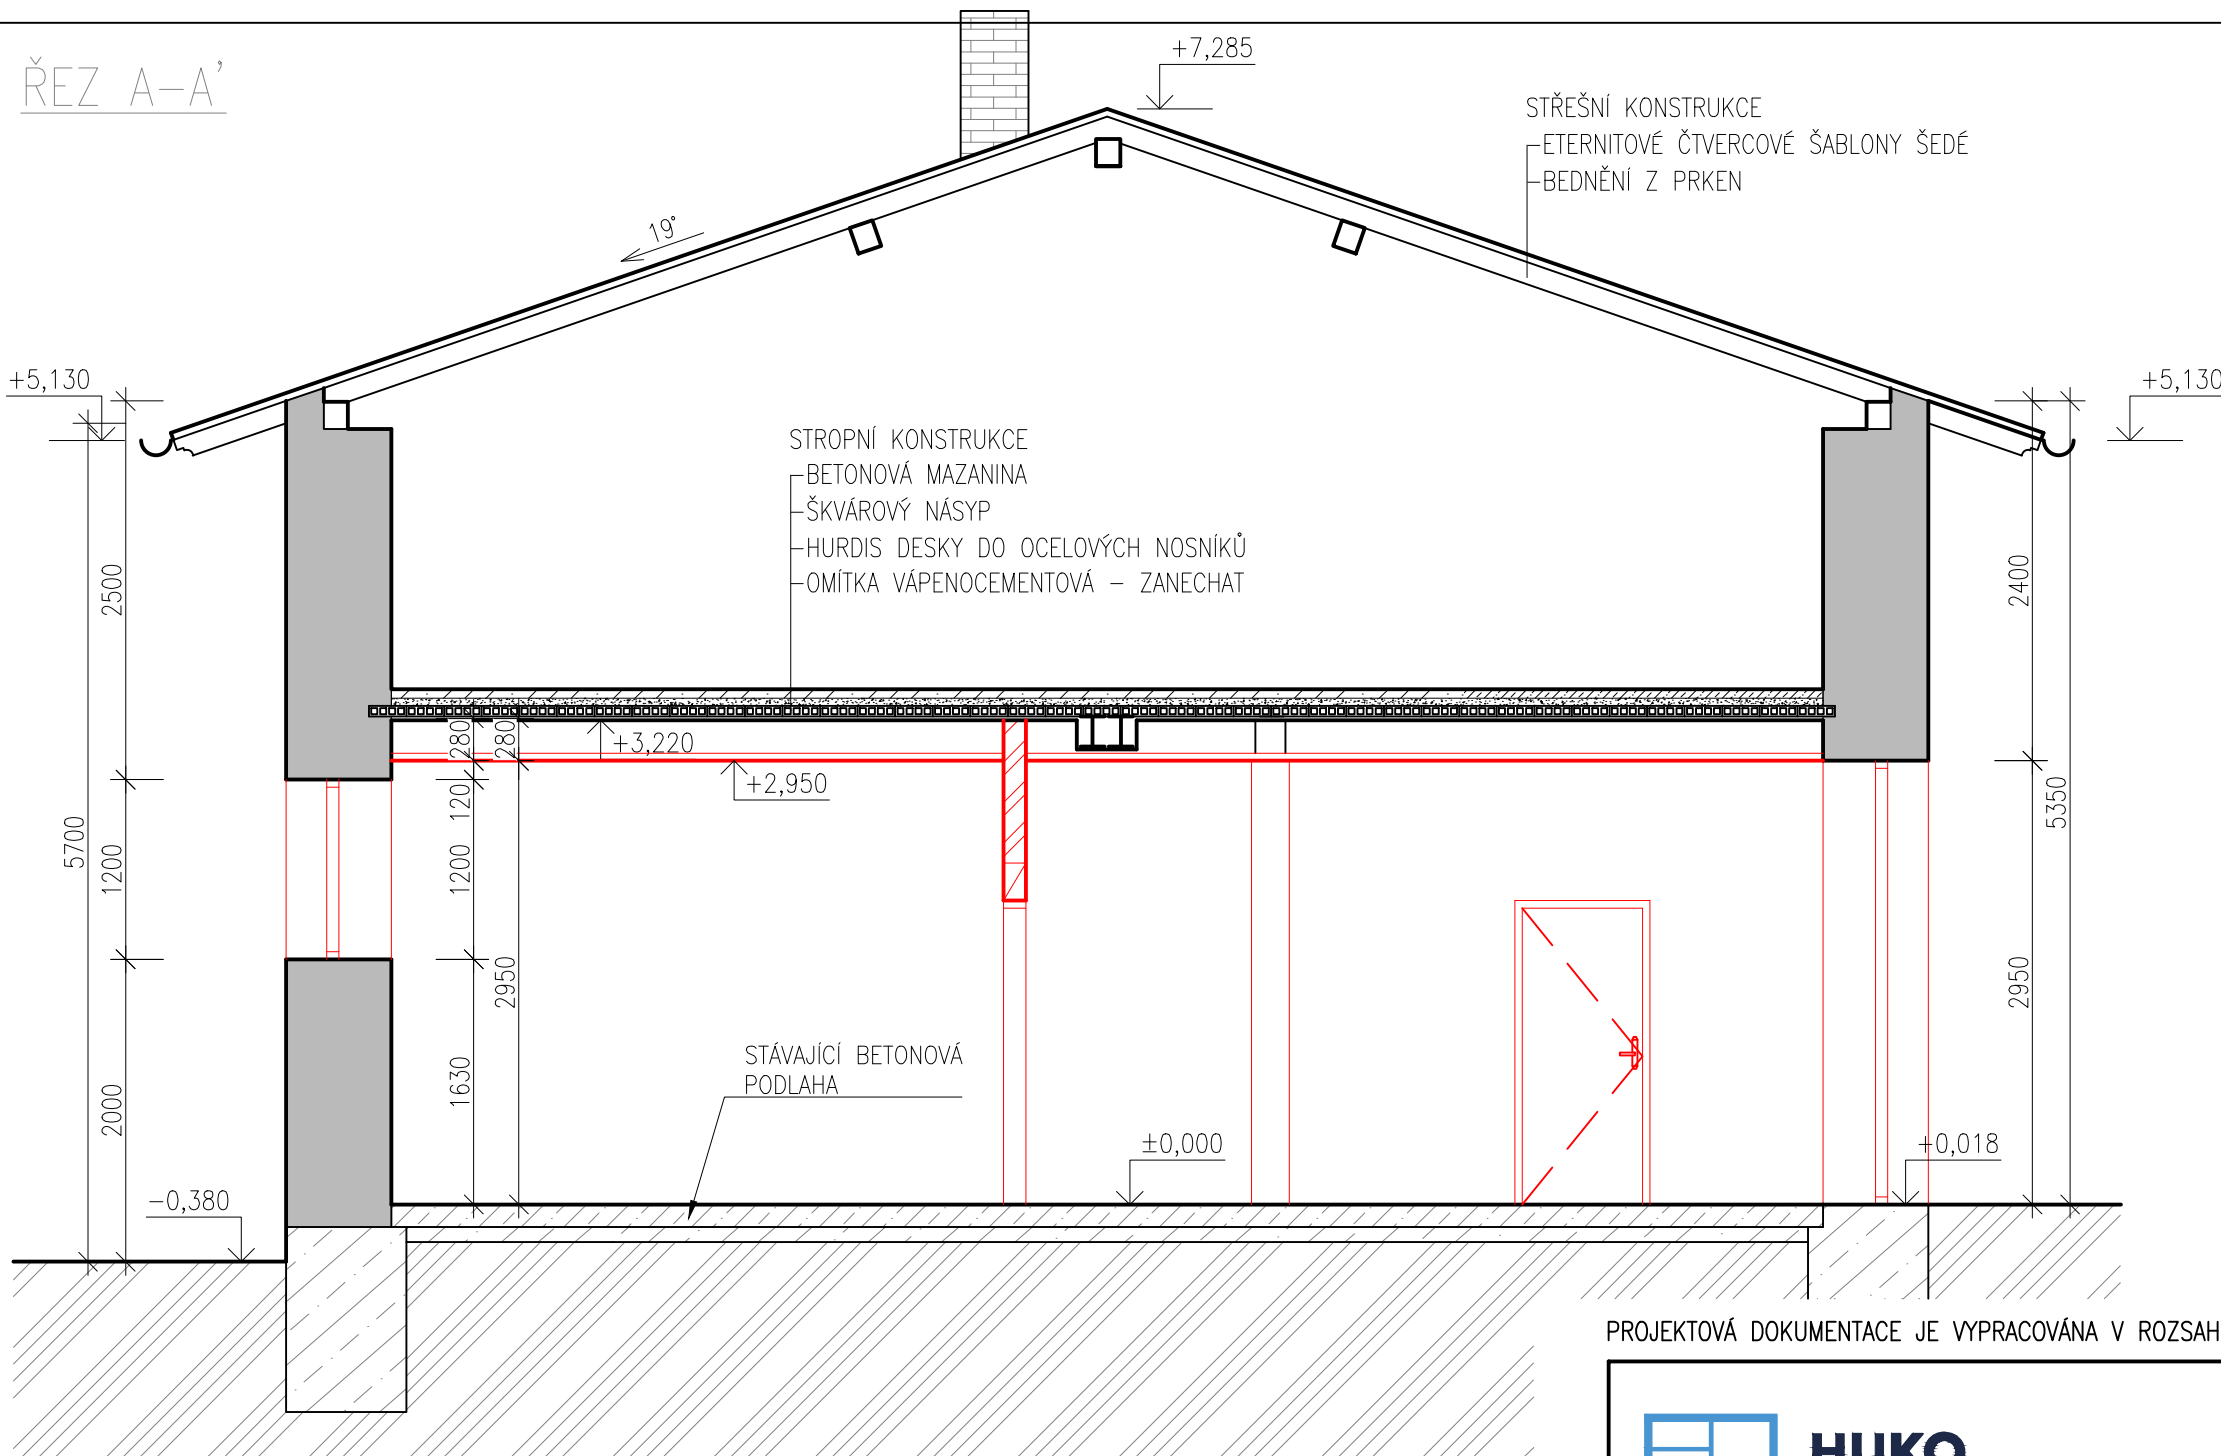 ŘEZ A-A'
+7,285
STŘEŠNÍ KONSTRUKCE
ETERNITOVÉ ČTVERCOVÉ ŠABLONY ŠEDÉ
BEDNĚNÍ Z PRKEN
19°
+5,130
+5,130
STROPNÍ KONSTRUKCE
BETONOVÁ MAZANINA
ŠKVÁROVÝ NÁSYP
HURDIS DESKY DO OCELOVÝCH NOSNÍKŮ
OMÍTKA VÁPENOCEMENTOVÁ - ZANECHAT
2500
2400
280
280
+3,220
+2,950
120
5700
1200
1200
5350
2950
2950
STÁVAJÍCÍ BETONOVÁ
PODLAHA
1630
2000
±0,000
+0,018
-0,380
PROJEKTOVÁ DOKUMENTACE JE VYPRACOVÁNA V ROZSAH
HUKO